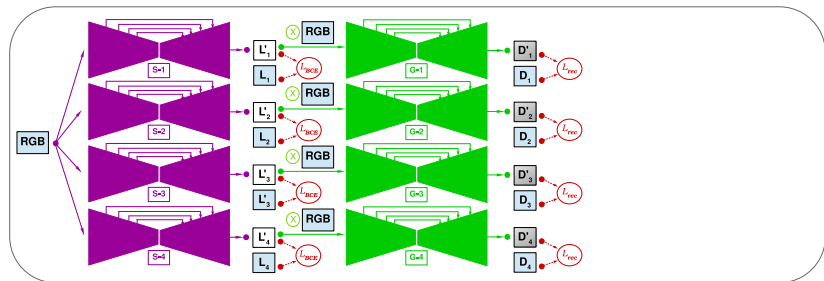 RGB
S=1
L'1
L1
LBCE
X RGB
G=1
D'1
D1
Lrec
S=2
L'2
L2
LBCE
X RGB
G=2
D'2
D2
Lrec
S=3
L'3
L'3
LBCE
X RGB
G=3
D'3
D3
Lrec
S=4
L'4
L4
LBCE
X RGB
G=4
D'4
D4
Lrec